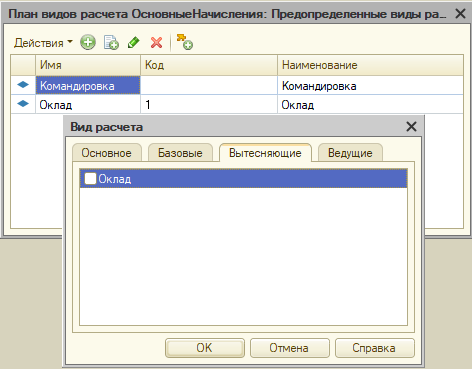 План видов расчета ОсновныеНачисления: Предопределенные виды ра...
Действия
Имя Код Наименование
Командировка Командировка
Оклад 1 Оклад
Вид расчета
Основное Базовые Вытесняющие Ведущие
Оклад
OK Отмена Справка